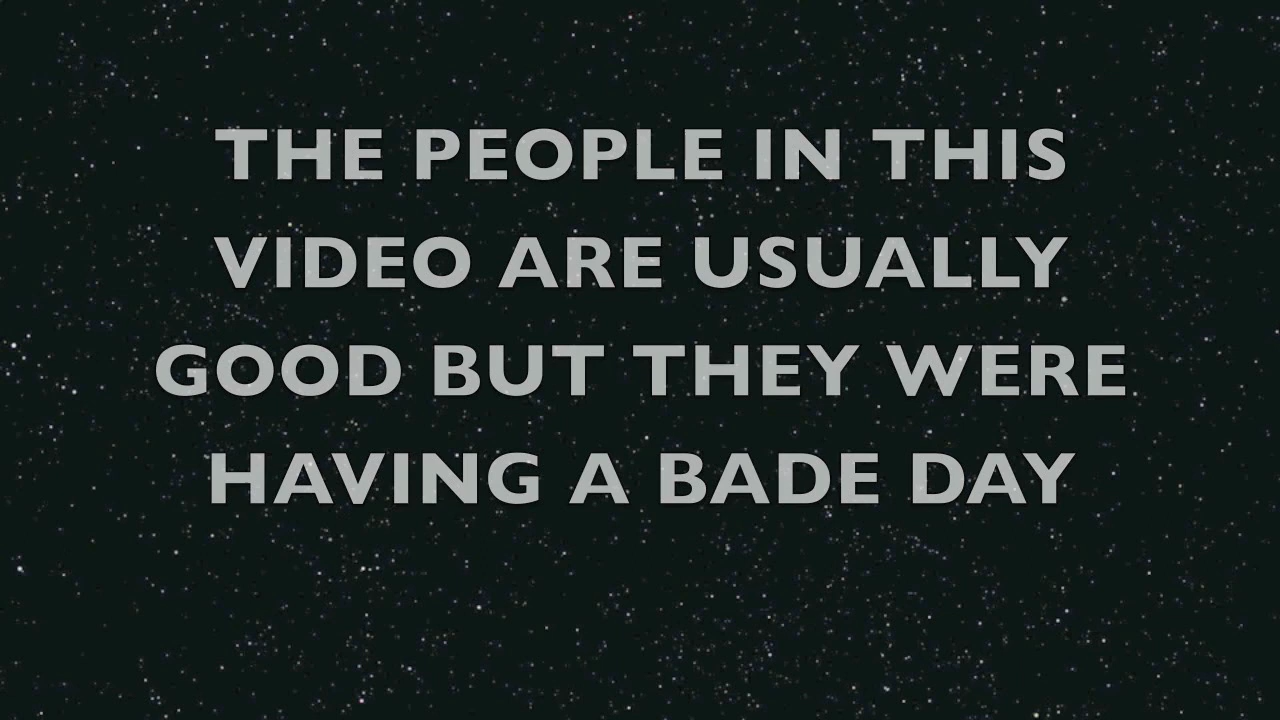 THE PEOPLE IN THIS
VIDEO ARE USUALLY
GOOD BUT THEY WERE
HAVING A BADE DAY